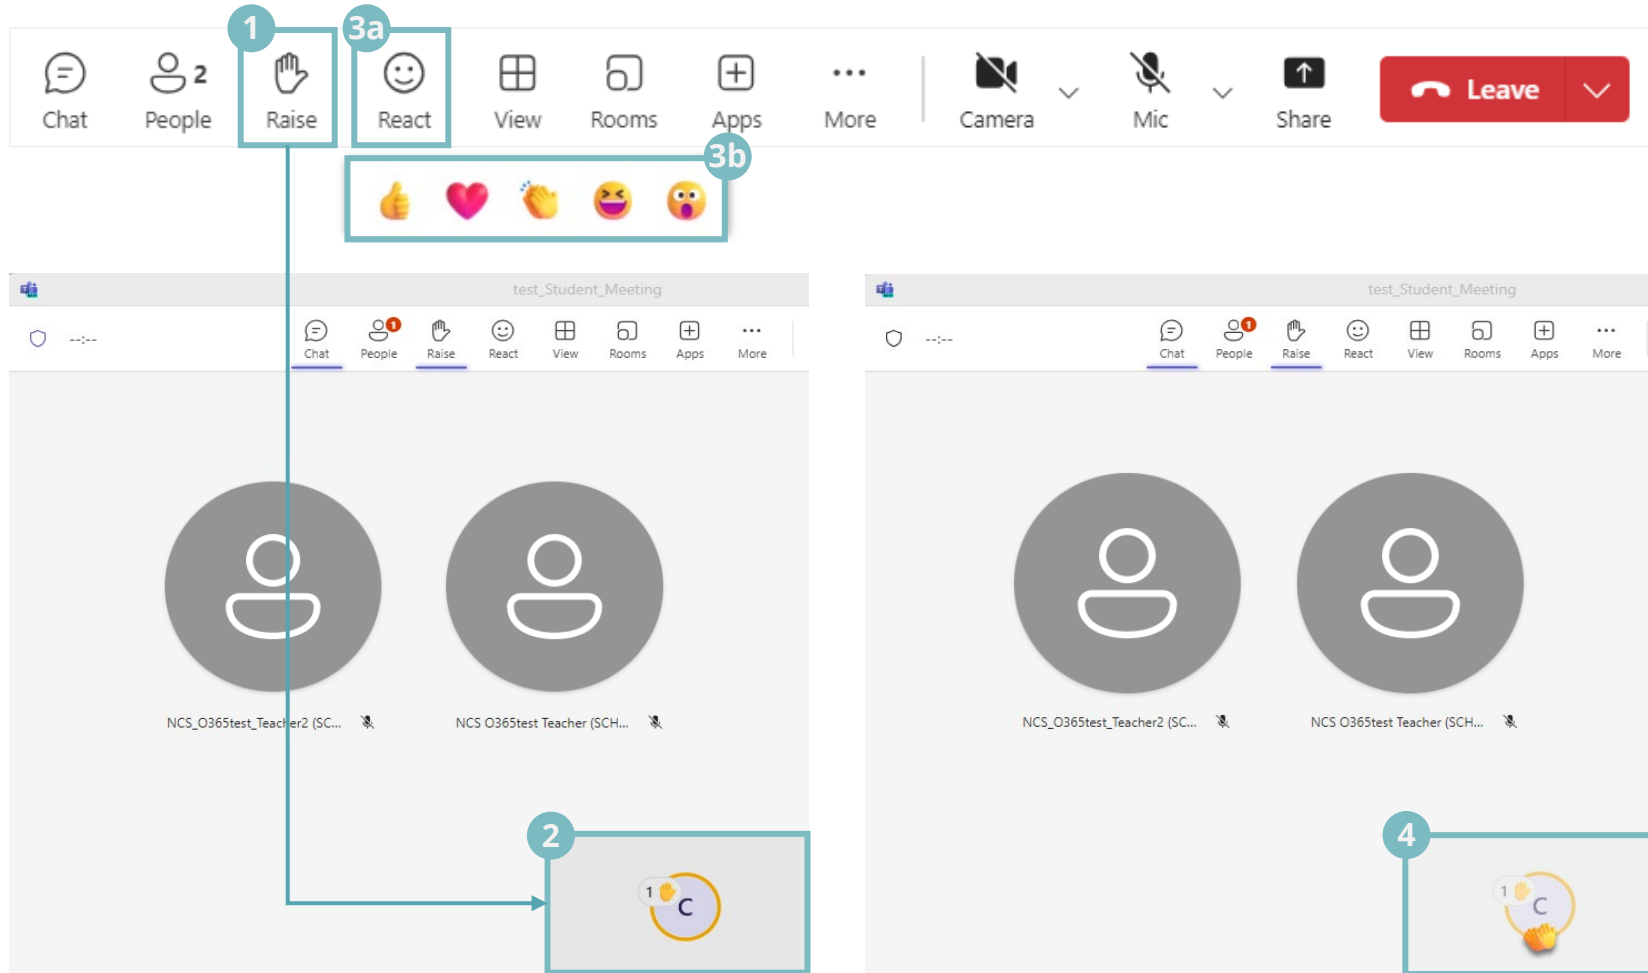 1 3a
2
Chat People Raise React View Rooms Apps More Camera Mic Share Leave
3b
test_Student_Meeting
--:--
1
Chat People Raise React View Rooms Apps More
NCS_O365test_Teacher2 (SC... NCS O365test Teacher (SCH...
2
1
C
test_Student_Meeting
--:--
1
Chat People Raise React View Rooms Apps More
NCS_O365test_Teacher2 (SC... NCS O365test Teacher (SCH...
4
1
C